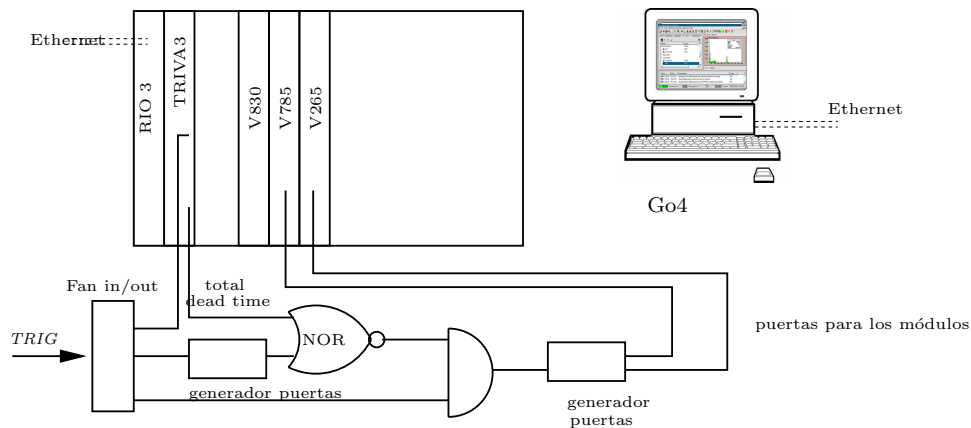 Ethernet
RIO 3
TRIVA3
V830
V785
V265
Ethernet
Go4
Fan in/out
total
dead time
TRIG
NOR
puertas para los módulos
generador puertas
generador
puertas